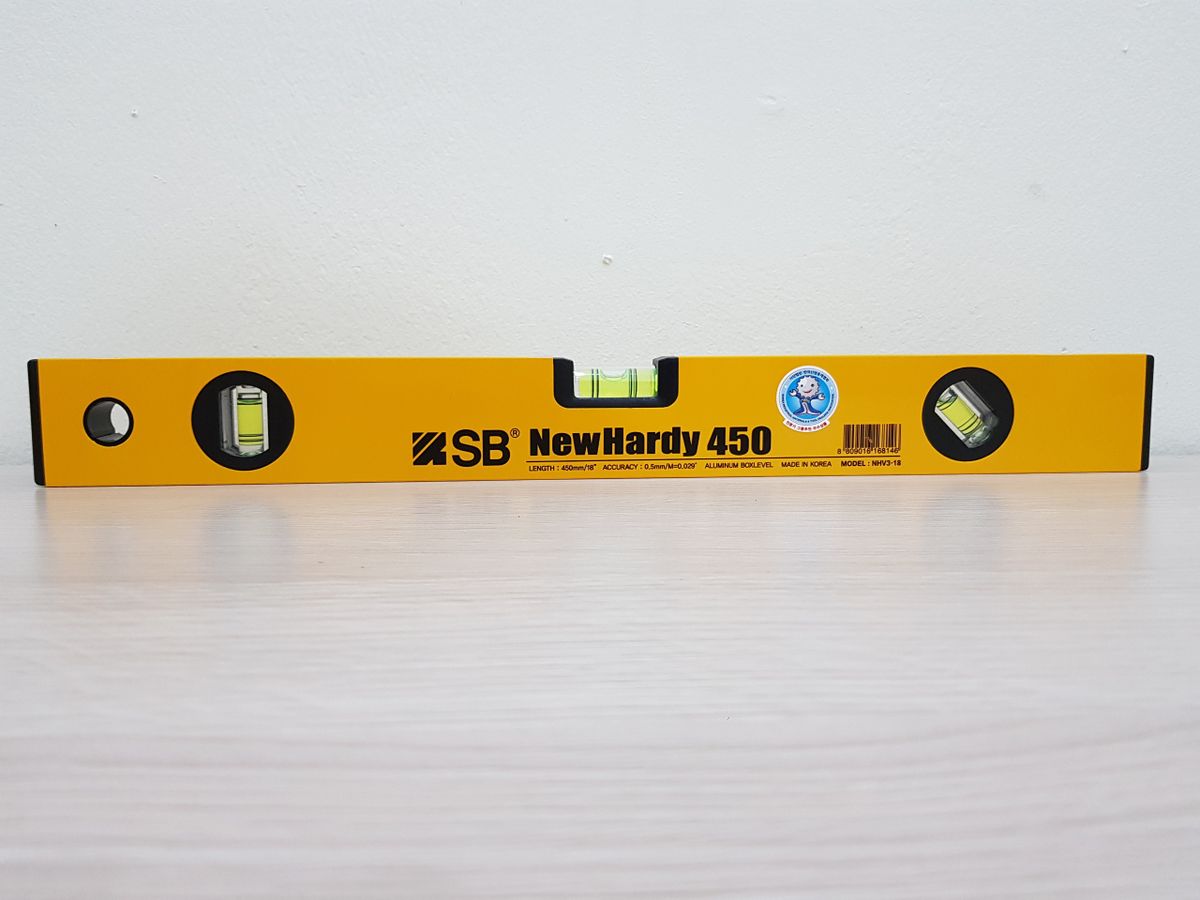 SB® NewHardy 450
LENGTH : 450mm/18" ACCURACY : 0.5mm/M=0.029° ALUMINUM BOXLEVEL MADE IN KOREA MODEL : NHV3-18
8 809016 168146